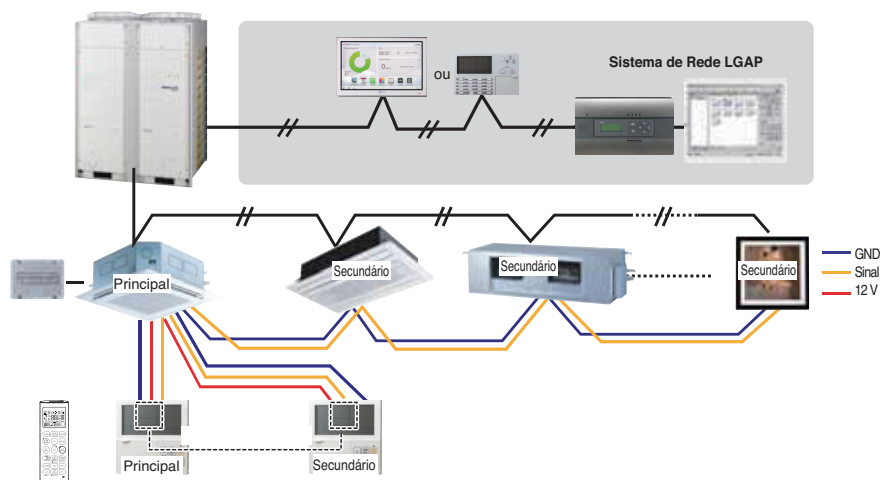 Sistema de Rede LGAP
ou
Principal
Secundário
Secundário
Secundário
GND
Sinal
12 V
Principal
Secundário